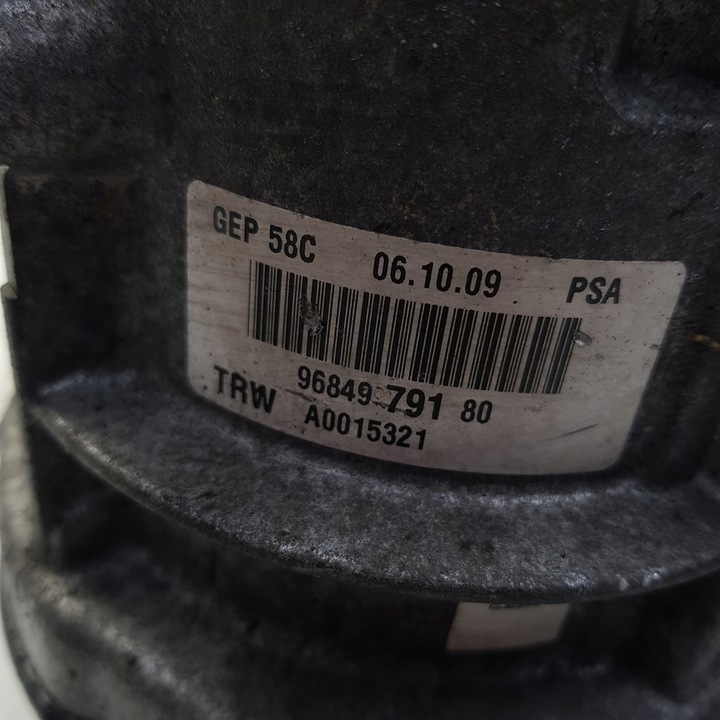 GEP 58C 06.10.09 PSA
96849 791 80
TRW A0015321